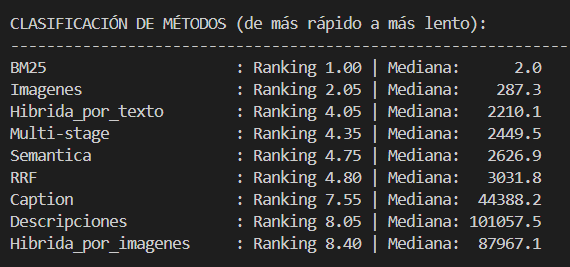 CLASIFICACIÓN DE MÉTODOS (de más rápido a más lento):
------------------------------------------------------------
BM25 : Ranking 1.00 | Mediana: 2.0
Imagenes : Ranking 2.05 | Mediana: 287.3
Hibrida_por_texto : Ranking 4.05 | Mediana: 2210.1
Multi-stage : Ranking 4.35 | Mediana: 2449.5
Semantica : Ranking 4.75 | Mediana: 2626.9
RRF : Ranking 4.80 | Mediana: 3031.8
Caption : Ranking 7.55 | Mediana: 44388.2
Descripciones : Ranking 8.05 | Mediana: 101057.5
Hibrida_por_imagenes : Ranking 8.40 | Mediana: 87967.1